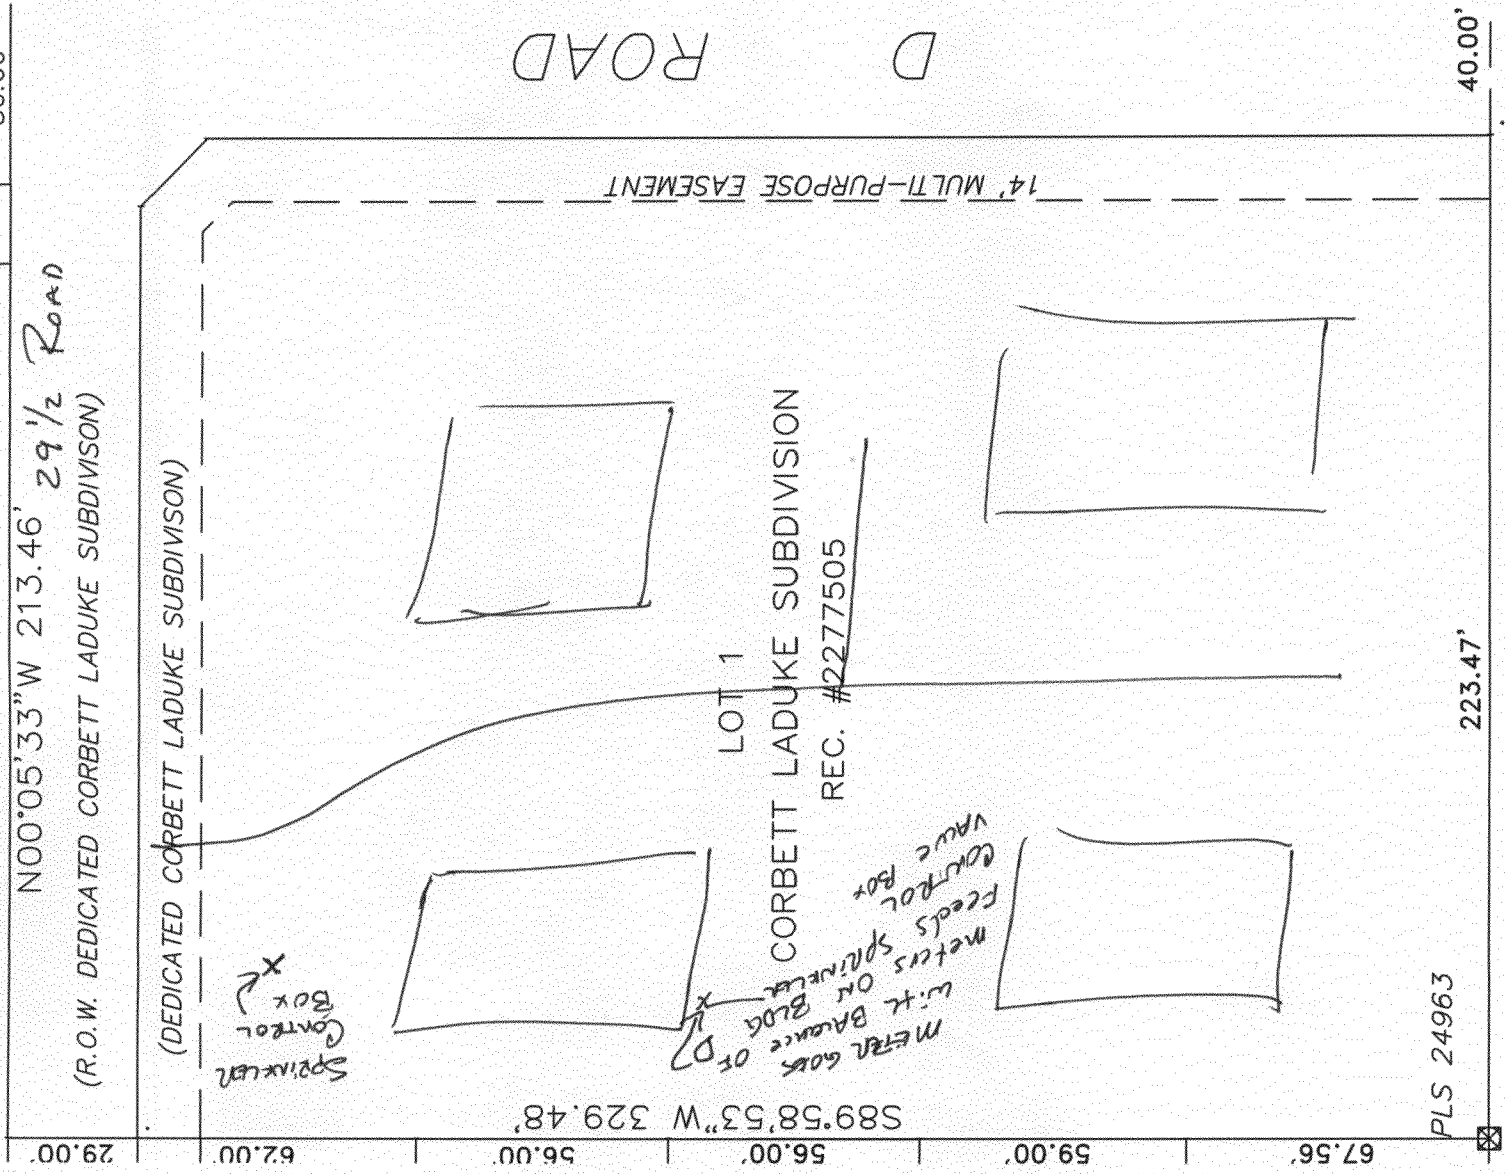 D ROAD
40.00'
14' MULTI-PURPOSE EASEMENT
N00°05'33"W 213.46'
29 1/2 ROAD
(R.O.W. DEDICATED CORBETT LADUKE SUBDIVISON)
(DEDICATED CORBETT LADUKE SUBDIVISON)
LOT 1
CORBETT LADUKE SUBDIVISION
REC. #2277505
SPRINKLER
CONTROL
BOX
X
METER GOES
with BALANCE OF
meters ON BLDG
Feeds SPRINKLER
CONTROL BOX
VALVE
D
X
223.47'
PLS 24963
S89°58'53"W 329.48'
29.00'
62.00'
56.00'
56.00'
59.00'
67.56'